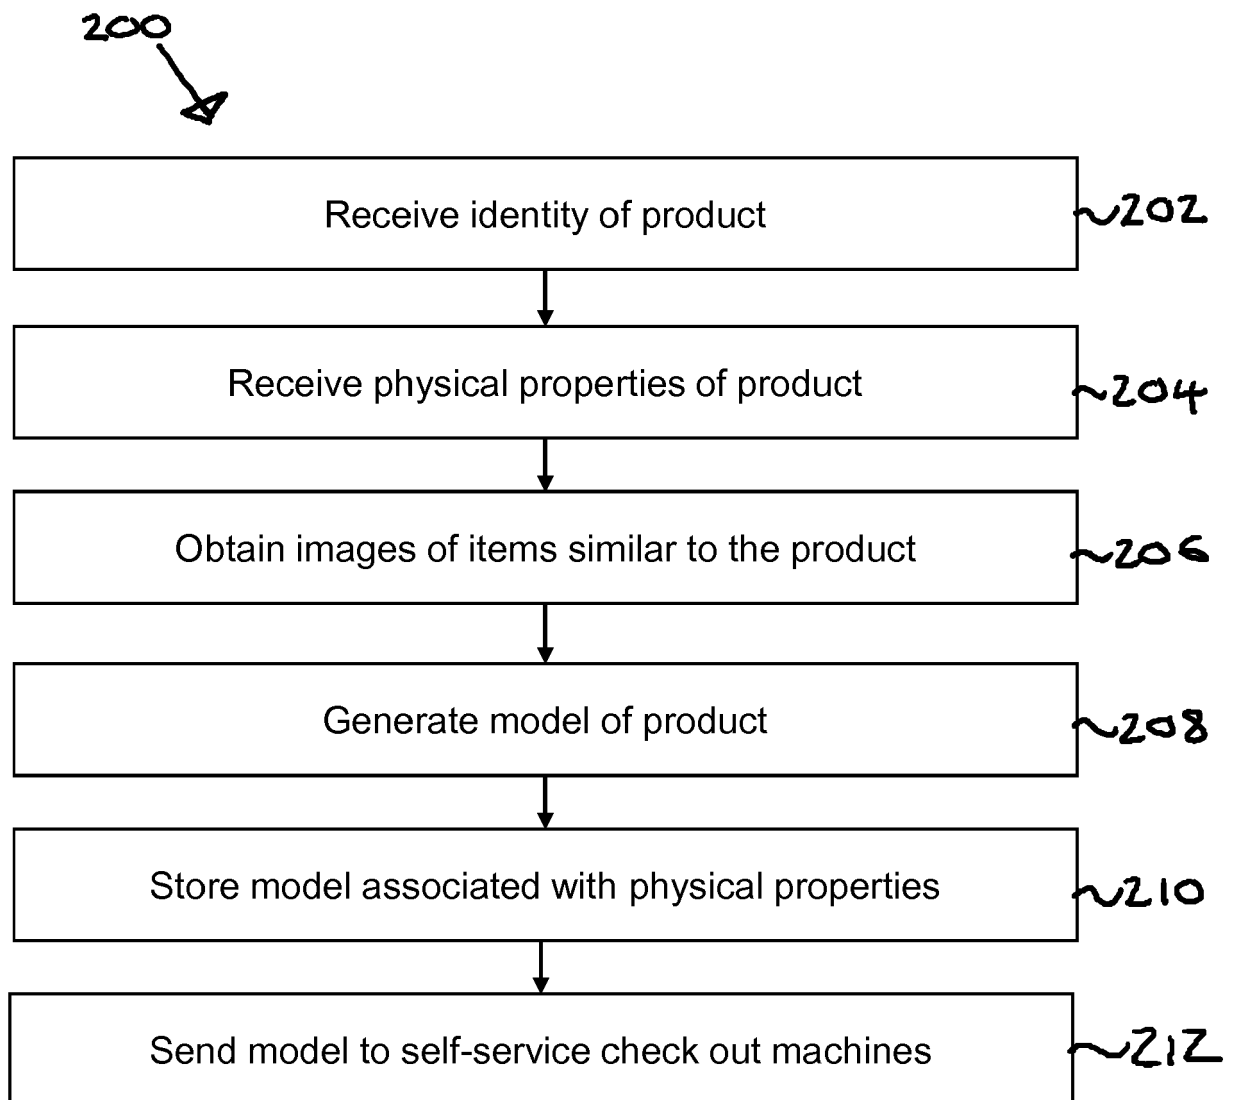 200
Receive identity of product
202
Receive physical properties of product
204
Obtain images of items similar to the product
206
Generate model of product
208
Store model associated with physical properties
210
Send model to self-service check out machines
212